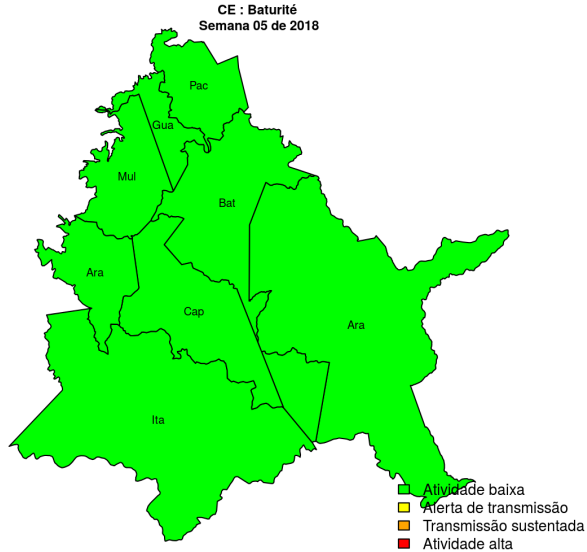 CE : Baturité
Semana 05 de 2018
Pac
Gua
Mul
Bat
Ara
Cap
Ara
Ita
Atividade baixa
Alerta de transmissão
Transmissão sustentada
Atividade alta